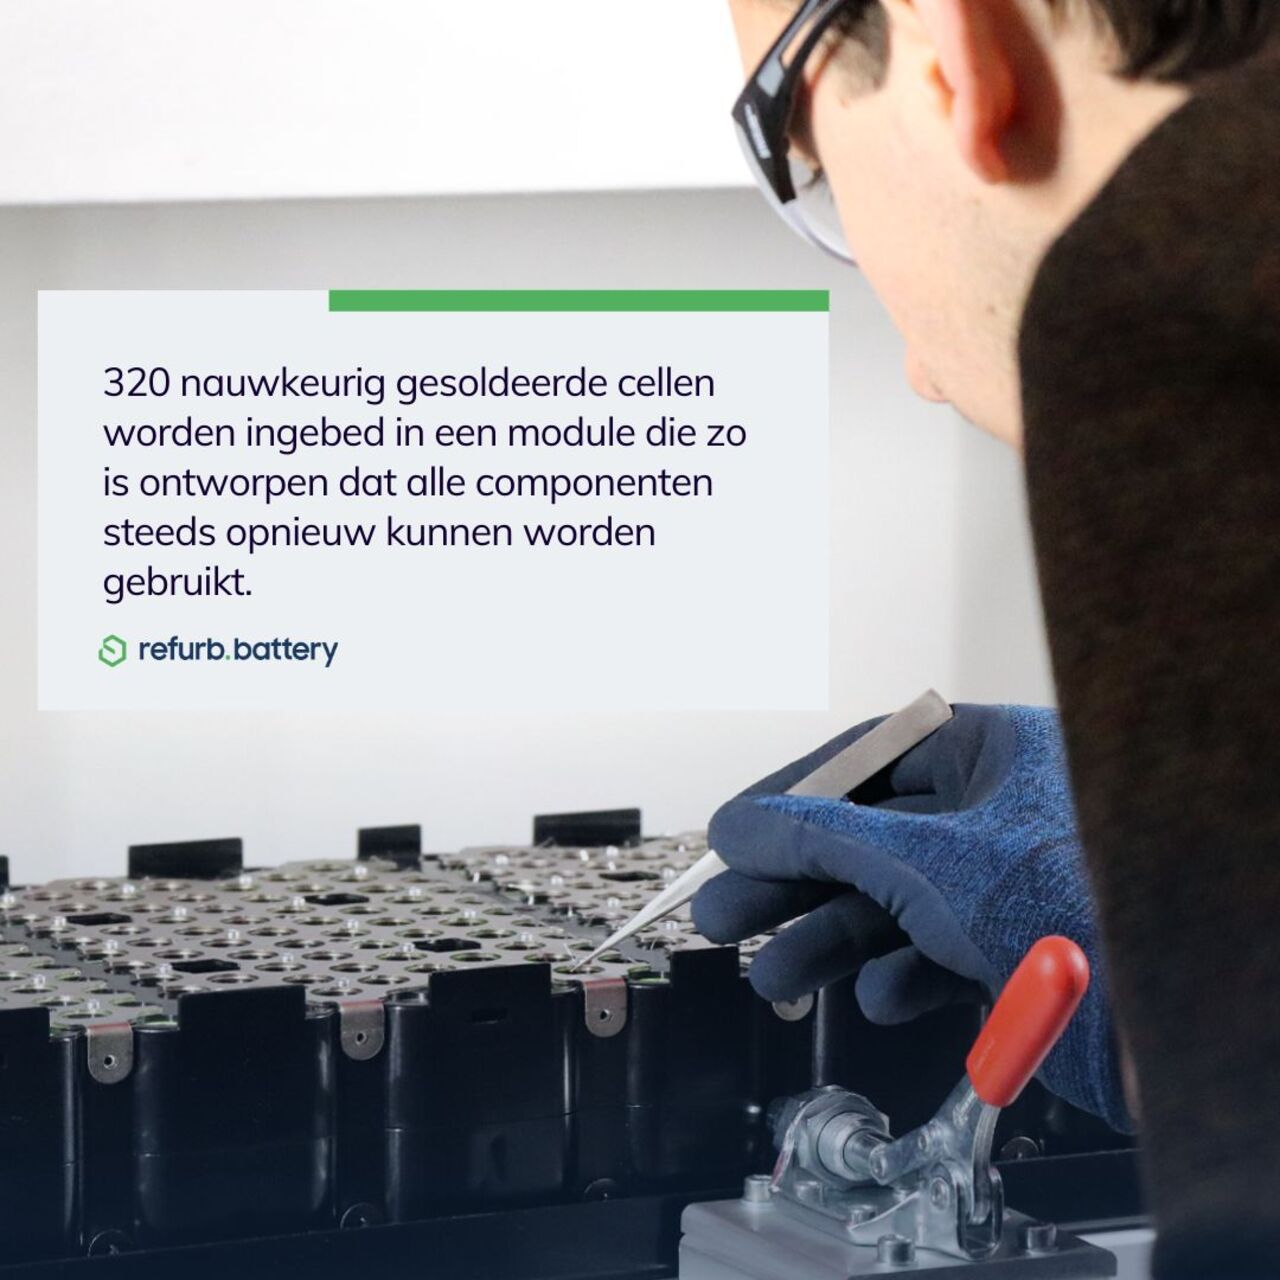 320 nauwkeurig gesoldeerde cellen
worden ingebed in een module die zo
is ontworpen dat alle componenten
steeds opnieuw kunnen worden
gebruikt.
refurb.battery